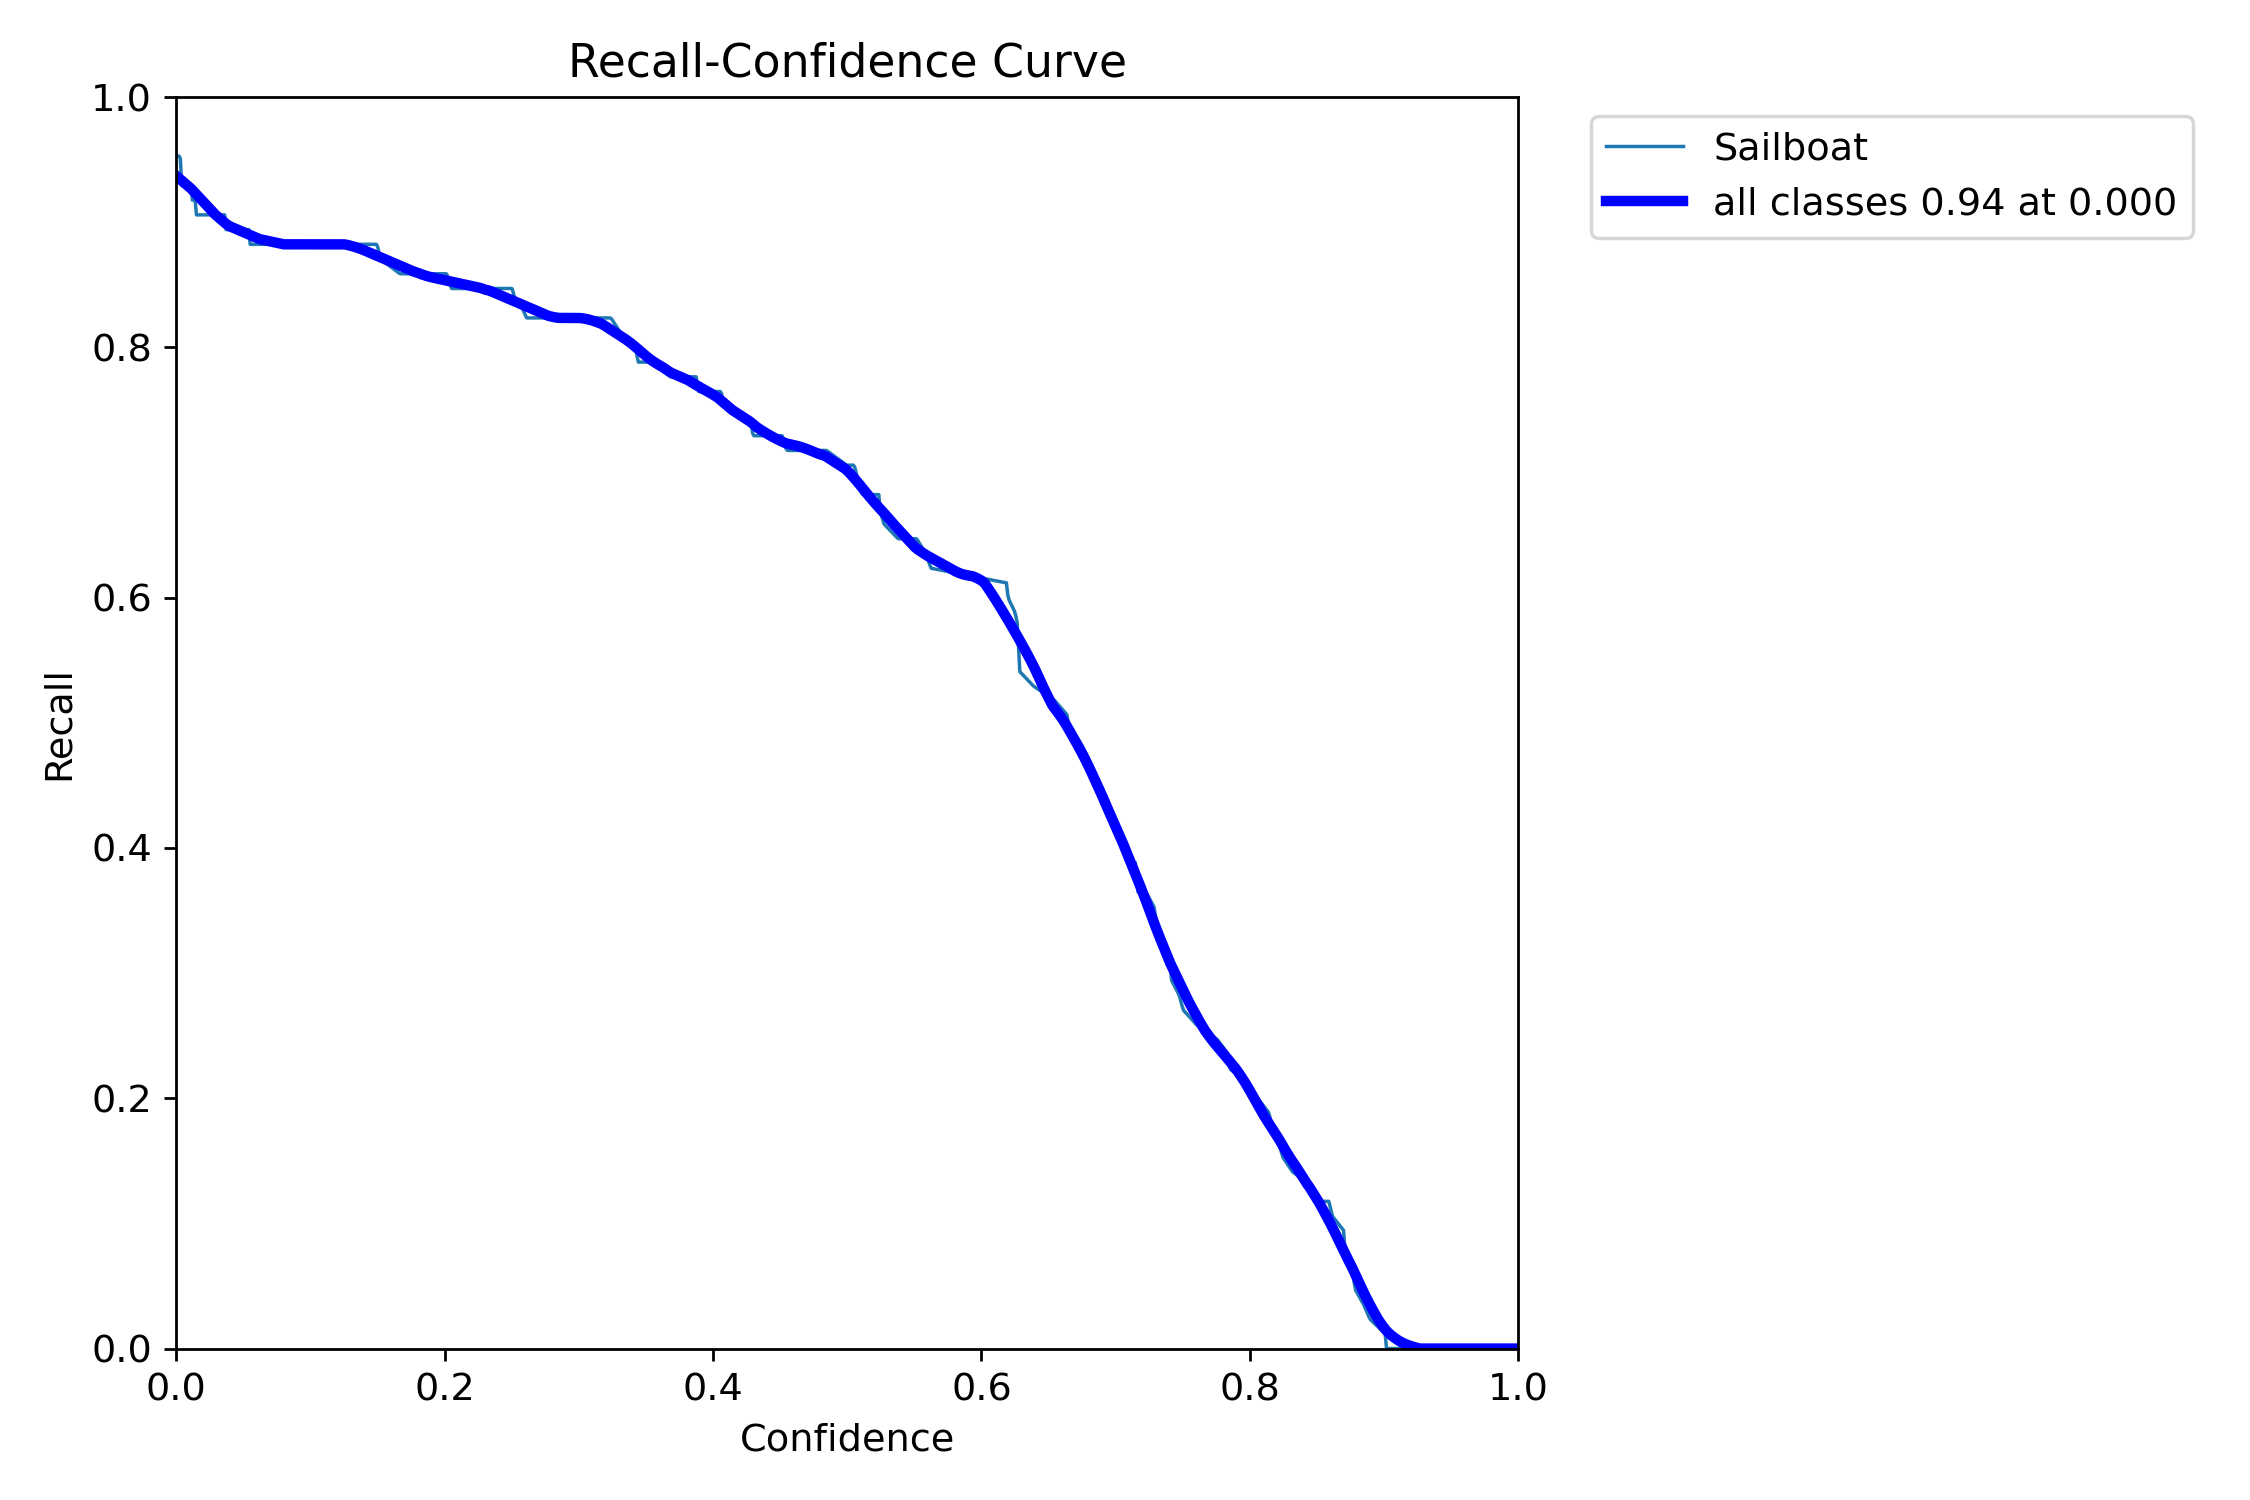 Recall-Confidence Curve
1.0
0.8
0.6
0.4
0.2
0.0
Recall
0.0 0.2 0.4 0.6 0.8 1.0
Confidence
Sailboat
all classes 0.94 at 0.000